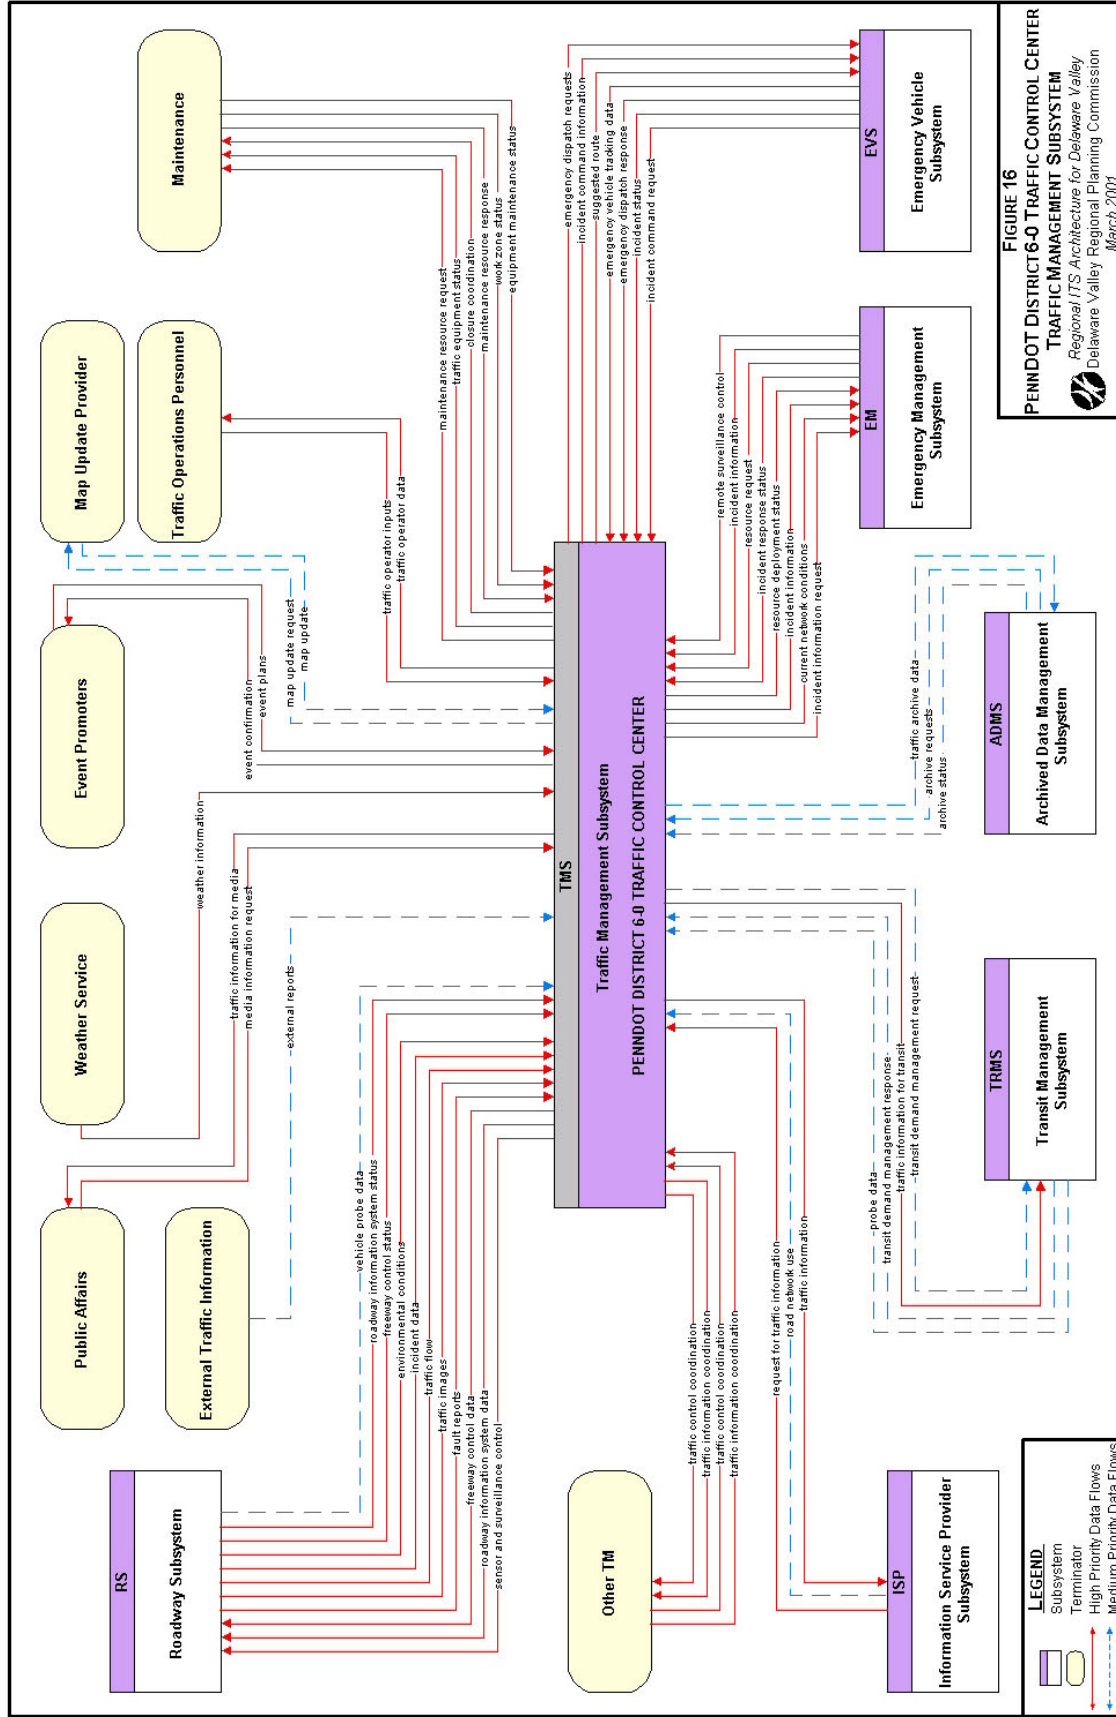 RS
Roadway Subsystem
Public Affairs
External Traffic Information
Weather Service
Event Promoters
Map Update Provider
Traffic Operations Personnel
Maintenance
vehicle probe data
roadway information system status
freeway control status
environmental conditions
incident data
traffic flow
traffic images
fault reports
freeway control data
roadway information system data
sensor and surveillance control
external reports
traffic information for media
media information request
weather information
event confirmation
event plans
map update request
map update
traffic operator inputs
traffic operator data
maintenance resource request
traffic equipment status
closure coordination
maintenance resource response
work zone status
equipment maintenance status
TMS
Traffic Management Subsystem
PENNDOT DISTRICT 6-0 TRAFFIC CONTROL CENTER
Other TM
traffic control coordination
traffic information coordination
traffic control coordination
traffic information coordination
request for traffic information
road network use
traffic information
probe data
transit demand management response
traffic information for transit
transit demand management request
traffic archive data
archive requests
archive status
remote surveillance control
incident information
resource request
incident response status
resource deployment status
incident information
current network conditions
incident information request
emergency dispatch requests
incident command information
suggested route
emergency vehicle tracking data
emergency dispatch response
incident status
incident command request
ISP
Information Service Provider
Subsystem
TRMS
Transit Management
Subsystem
ADMS
Archived Data Management
Subsystem
EM
Emergency Management
Subsystem
EVS
Emergency Vehicle
Subsystem
LEGEND
Subsystem
Terminator
High Priority Data Flows
Medium Priority Data Flows
FIGURE 16
PENNDOT DISTRICT 6-0 TRAFFIC CONTROL CENTER
TRAFFIC MANAGEMENT SUBSYSTEM
Regional ITS Architecture for Delaware Valley
Delaware Valley Regional Planning Commission
March 2001